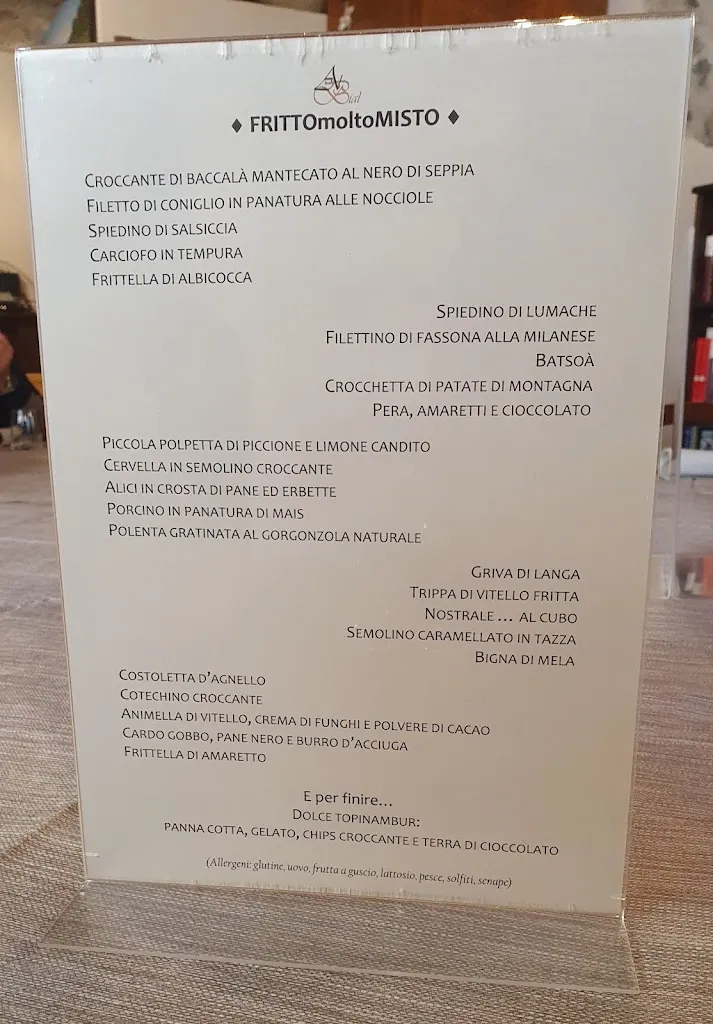 ♦ FRITTOmoltoMISTO ♦
CROCCANTE DI BACCALÀ MANTECATO AL NERO DI SEPPIA
FILETTO DI CONIGLIO IN PANATURA ALLE NOCCIOLE
SPIEDINO DI SALSICCIA
CARCIOFO IN TEMPURA
FRITTELLA DI ALBICOCCA
SPIEDINO DI LUMACHE
FILETTINO DI FASSONA ALLA MILANESE
BATSOÀ
CROCCHETTA DI PATATE DI MONTAGNA
PERA, AMARETTI E CIOCCOLATO
PICCOLA POLPETTA DI PICCIONE E LIMONE CANDITO
CERVELLA IN SEMOLINO CROCCANTE
ALICI IN CROSTA DI PANE ED ERBETTE
PORCINO IN PANATURA DI MAIS
POLENTA GRATINATA AL GORGONZOLA NATURALE
GRIVA DI LANGA
TRIPPA DI VITELLO FRITTA
NOSTRALE... AL CUBO
SEMOLINO CARAMELLATO IN TAZZA
BIGNA DI MELA
COSTOLETTA D'AGNELLO
COTECHINO CROCCANTE
ANIMELLA DI VITELLO, CREMA DI FUNGHI E POLVERE DI CACAO
CARDO GOBBO, PANE NERO E BURRO D'ACCIUGA
FRITTELLA DI AMARETTO
E per finire...
DOLCE TOPINAMBUR:
PANNA COTTA, GELATO, CHIPS CROCCANTE E TERRA DI CIOCCOLATO
(Allergeni: glutine, uovo, frutta a guscio, lattosio, pesce, solfiti, senape)